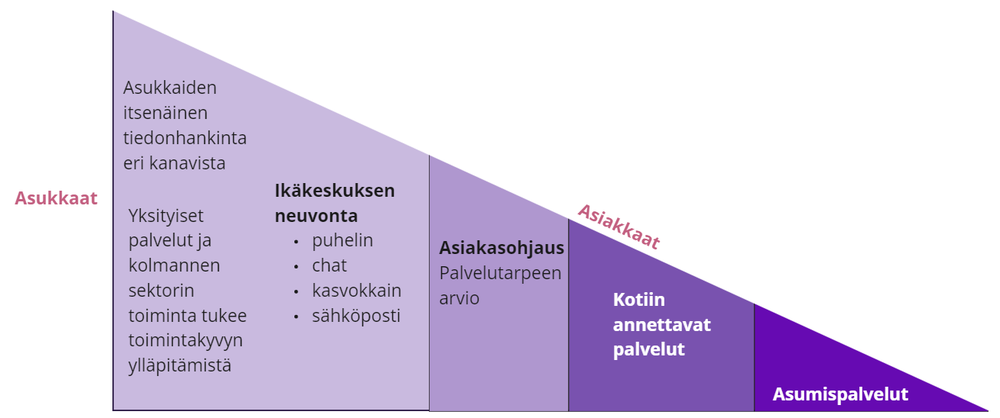 Asukkaat
Asukkaiden
itsenäinen
tiedonhankinta
eri kanavista
Yksityiset
palvelut ja
kolmannen
sektorin
toiminta tukee
toimintakyvyn
ylläpitämistä
Ikäkeskuksen
neuvonta
• puhelin
• chat
• kasvokkain
• sähköposti
Asiakasohjaus
Palvelutarpeen
arvio
Asiakkaat
Kotiin
annettavat
palvelut
Asumispalvelut